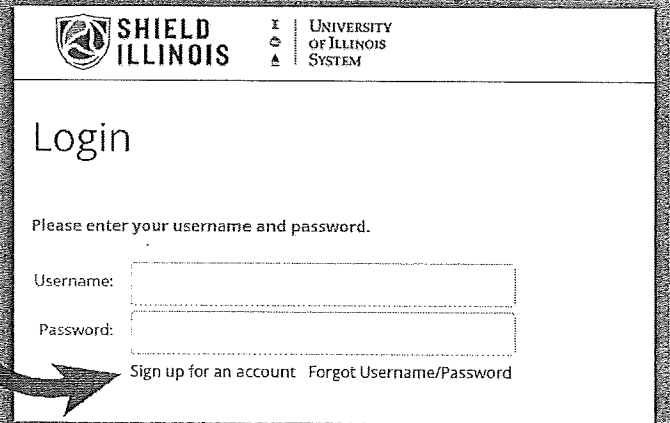 SHIELD
ILLINOIS
I
UNIVERSITY
OF ILLINOIS
SYSTEM
Login
Please enter your username and password.
Username:
Password:
Sign up for an account Forgot Username/Password